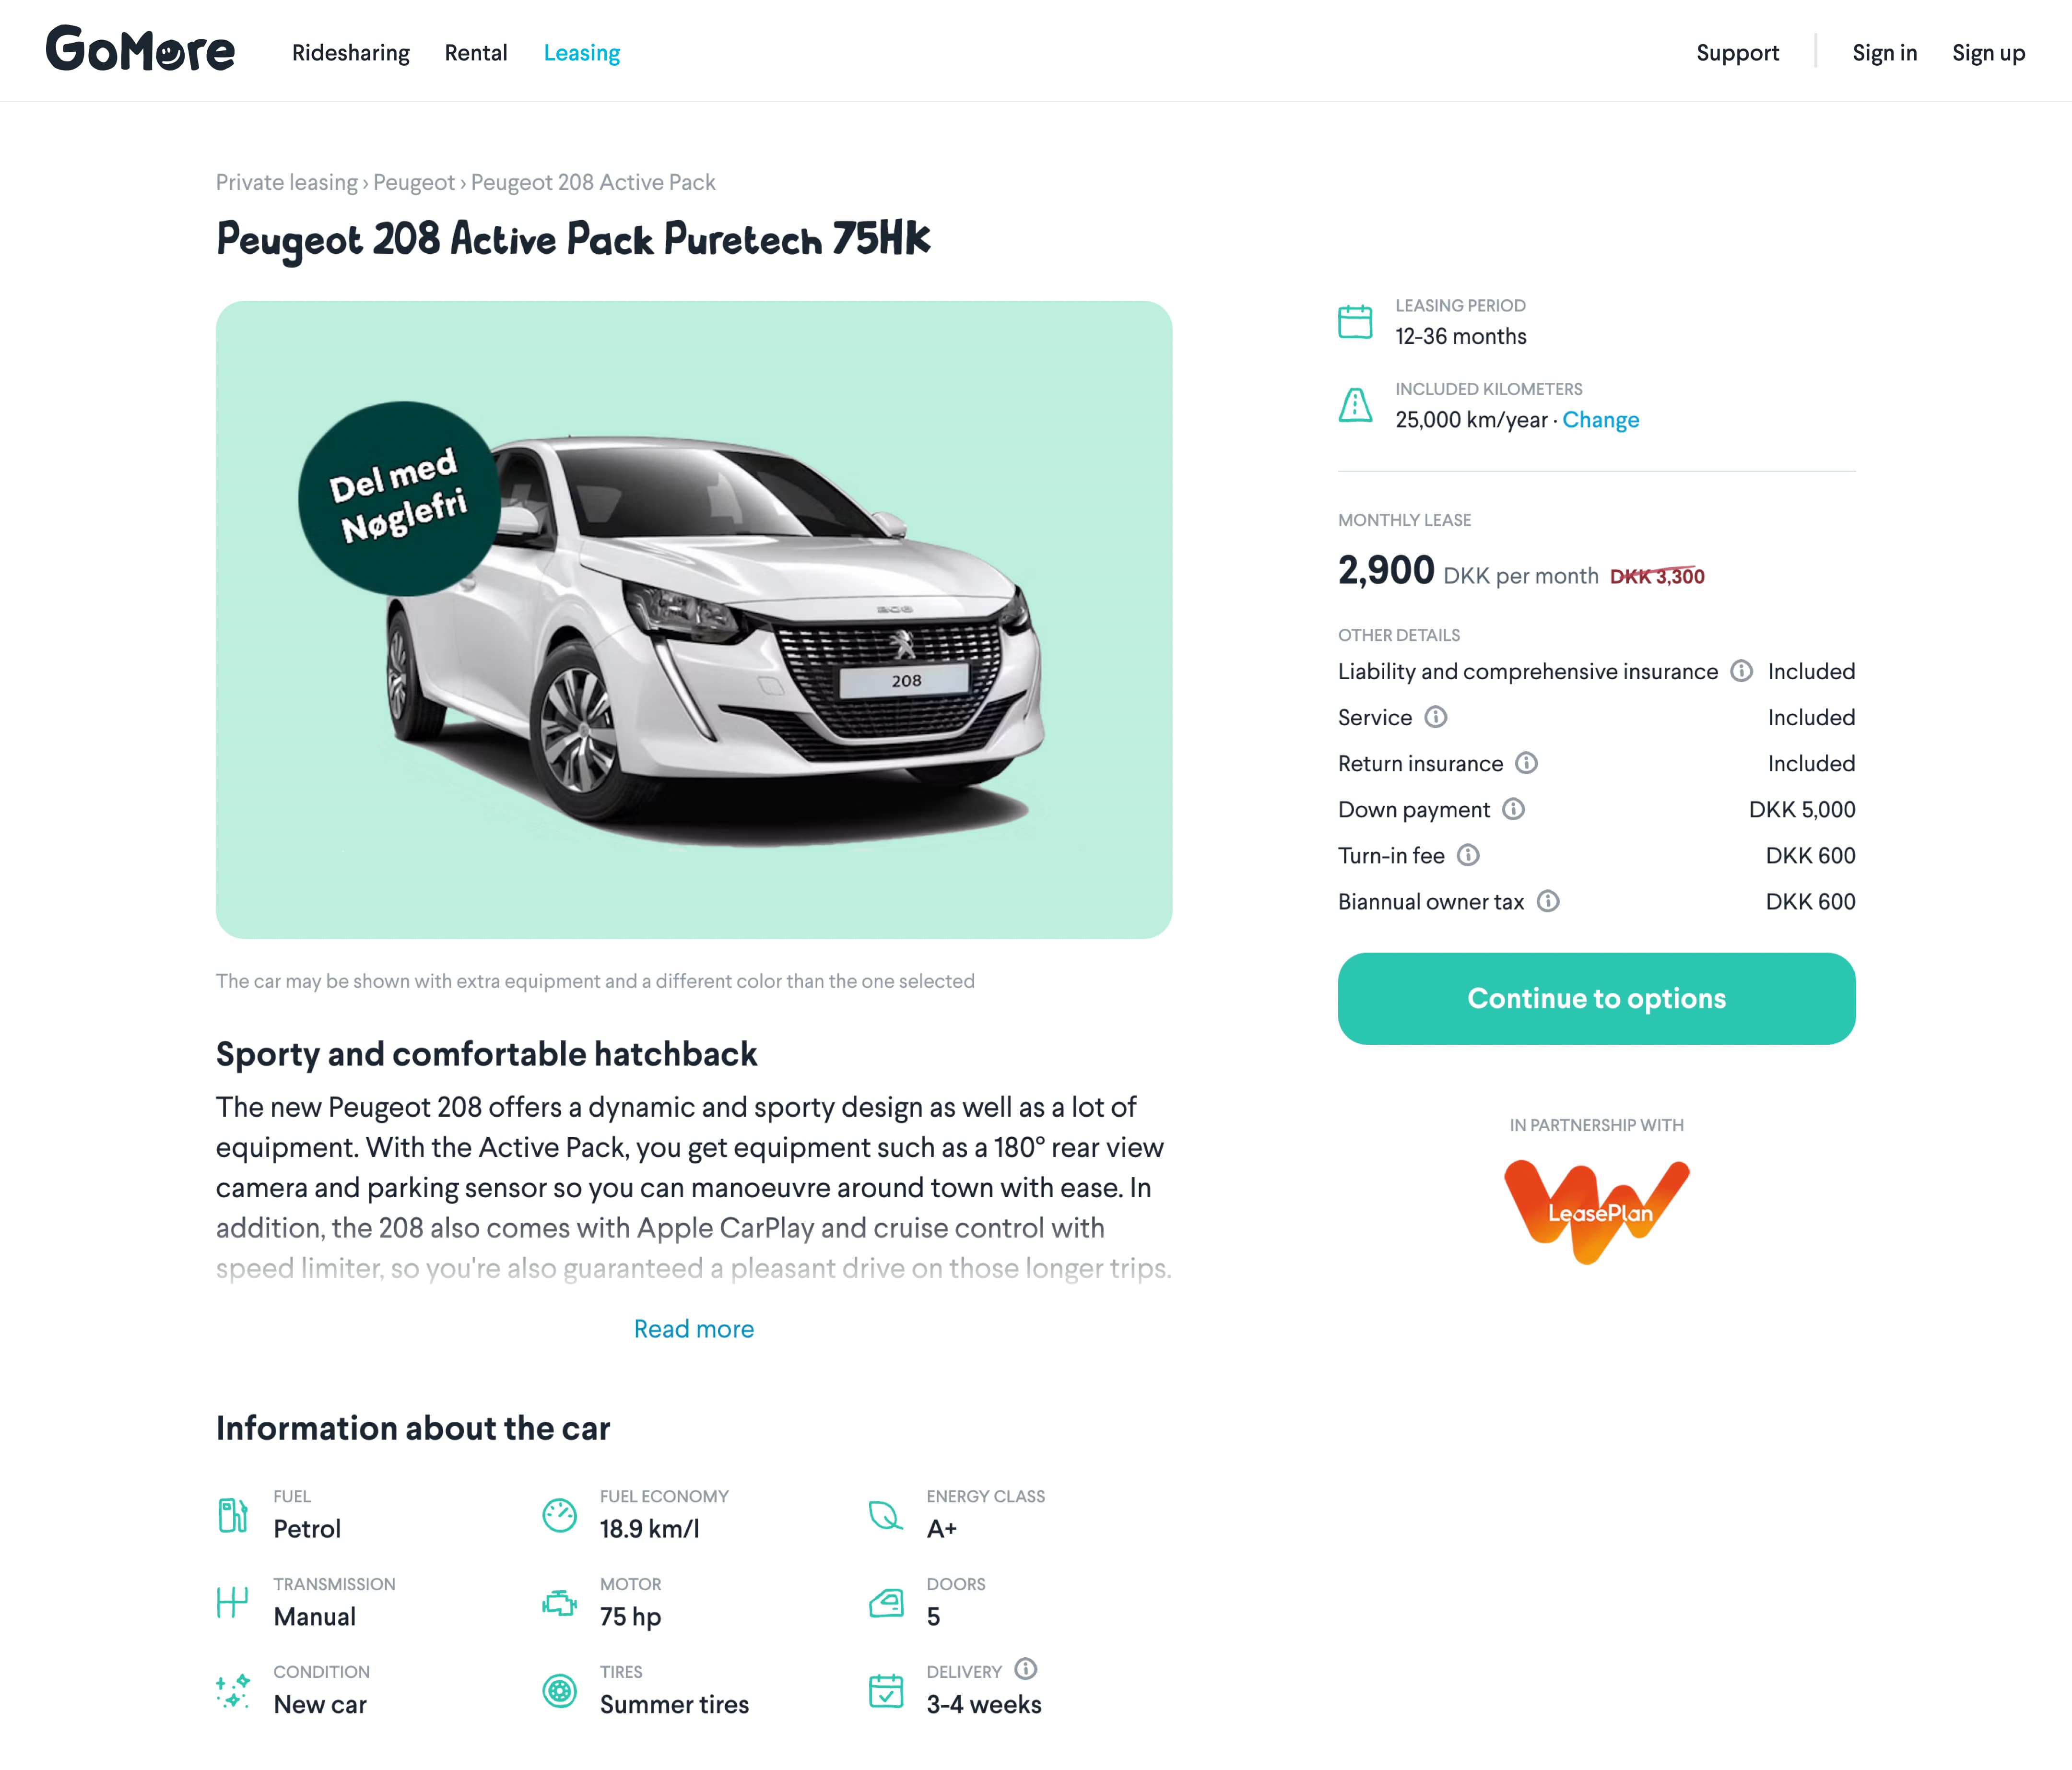 GoMore
Ridesharing
Rental
Leasing
Support
Sign in
Sign up
Private leasing › Peugeot › Peugeot 208 Active Pack
Peugeot 208 Active Pack Puretech 75Hk
Del med
Nøglefri
208
208
The car may be shown with extra equipment and a different color than the one selected
Sporty and comfortable hatchback
The new Peugeot 208 offers a dynamic and sporty design as well as a lot of
equipment. With the Active Pack, you get equipment such as a 180° rear view
camera and parking sensor so you can manoeuvre around town with ease. In
addition, the 208 also comes with Apple CarPlay and cruise control with
speed limiter, so you're also guaranteed a pleasant drive on those longer trips.
Read more
Information about the car
FUEL
Petrol
FUEL ECONOMY
18.9 km/l
ENERGY CLASS
A+
TRANSMISSION
Manual
MOTOR
75 hp
DOORS
5
CONDITION
New car
TIRES
Summer tires
DELIVERY
3-4 weeks
LEASING PERIOD
12-36 months
INCLUDED KILOMETERS
25,000 km/year · Change
MONTHLY LEASE
2,900 DKK per month DKK 3,300
OTHER DETAILS
Liability and comprehensive insurance Included
Service Included
Return insurance Included
Down payment DKK 5,000
Turn-in fee DKK 600
Biannual owner tax DKK 600
Continue to options
IN PARTNERSHIP WITH
LeasePlan